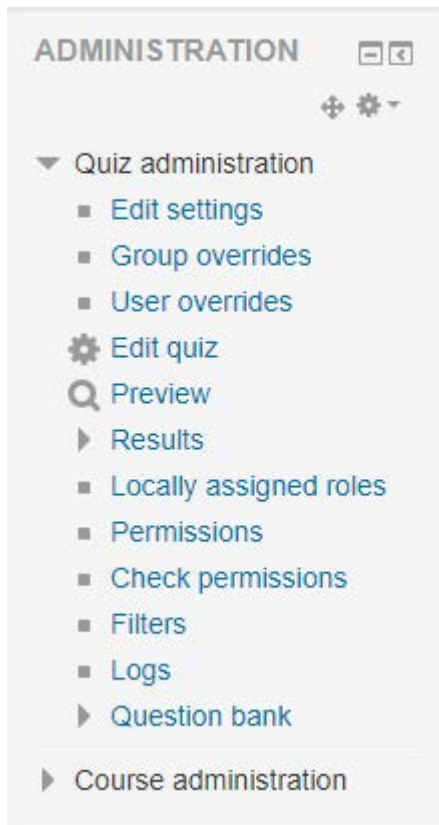 ADMINISTRATION
Quiz administration
Edit settings
Group overrides
User overrides
Edit quiz
Preview
Results
Locally assigned roles
Permissions
Check permissions
Filters
Logs
Question bank
Course administration